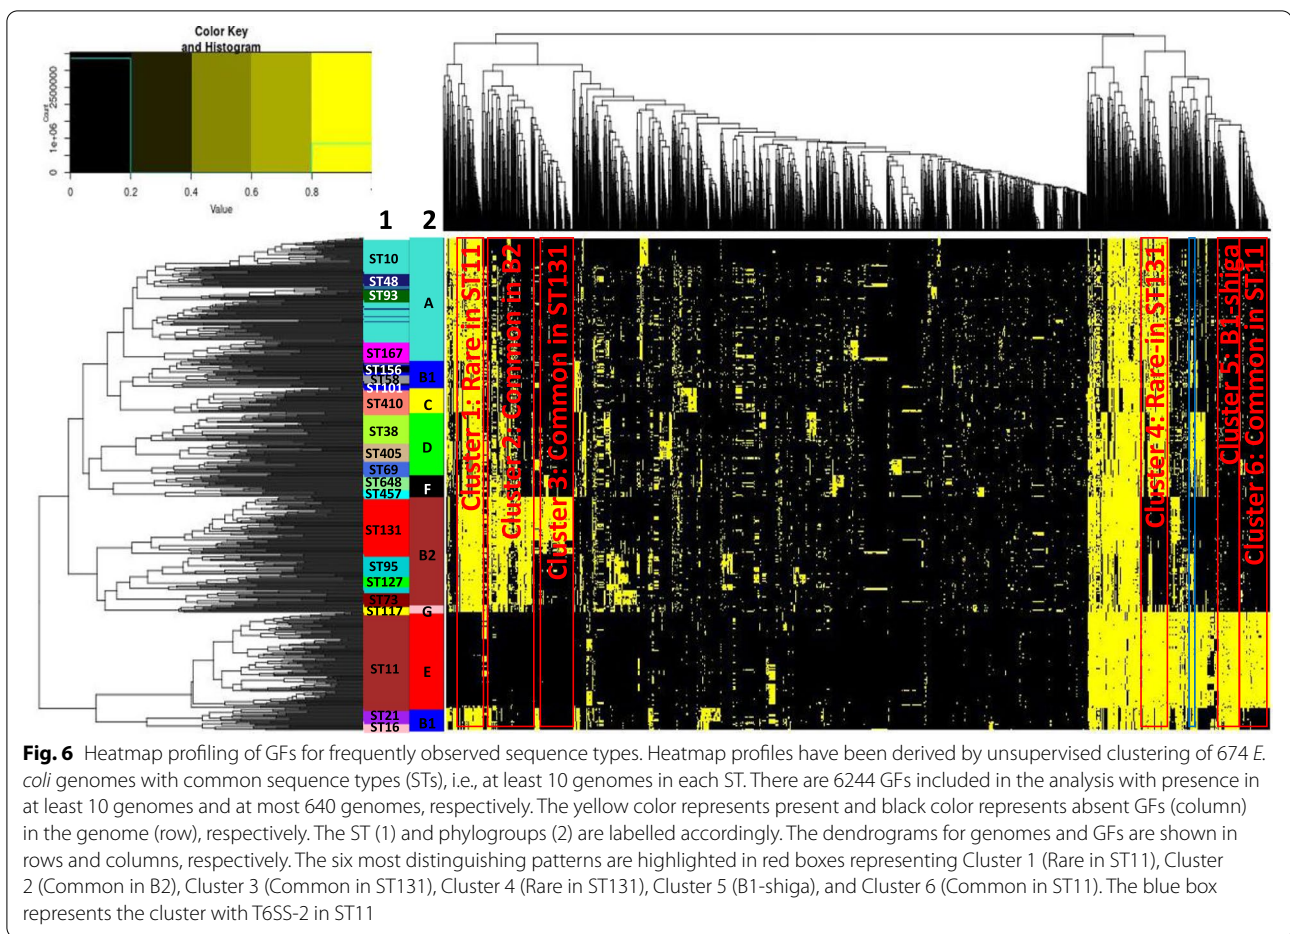 Color Key
and Histogram
Count
0
1e+06
2500000
0
0.2
0.4
0.6
0.8
Value
1
2
ST10
ST48
ST93
ST167
ST156
ST58
ST101
ST410
ST38
ST405
ST69
ST648
ST457
ST131
ST95
ST127
ST73
ST117
ST11
ST21
ST16
A
B1
C
D
F
B2
G
E
B1
Cluster 1: Rare in ST11
Cluster 2: Common in B2
Cluster 3: Common in ST131
Cluster 4: Rare in ST131
Cluster 5: B1-shiga
Cluster 6: Common in ST11
Fig. 6 Heatmap profiling of GFs for frequently observed sequence types. Heatmap profiles have been derived by unsupervised clustering of 674 E.
coli genomes with common sequence types (STs), i.e., at least 10 genomes in each ST. There are 6244 GFs included in the analysis with presence in
at least 10 genomes and at most 640 genomes, respectively. The yellow color represents present and black color represents absent GFs (column)
in the genome (row), respectively. The ST (1) and phylogroups (2) are labelled accordingly. The dendrograms for genomes and GFs are shown in
rows and columns, respectively. The six most distinguishing patterns are highlighted in red boxes representing Cluster 1 (Rare in ST11), Cluster
2 (Common in B2), Cluster 3 (Common in ST131), Cluster 4 (Rare in ST131), Cluster 5 (B1-shiga), and Cluster 6 (Common in ST11). The blue box
represents the cluster with T6SS-2 in ST11